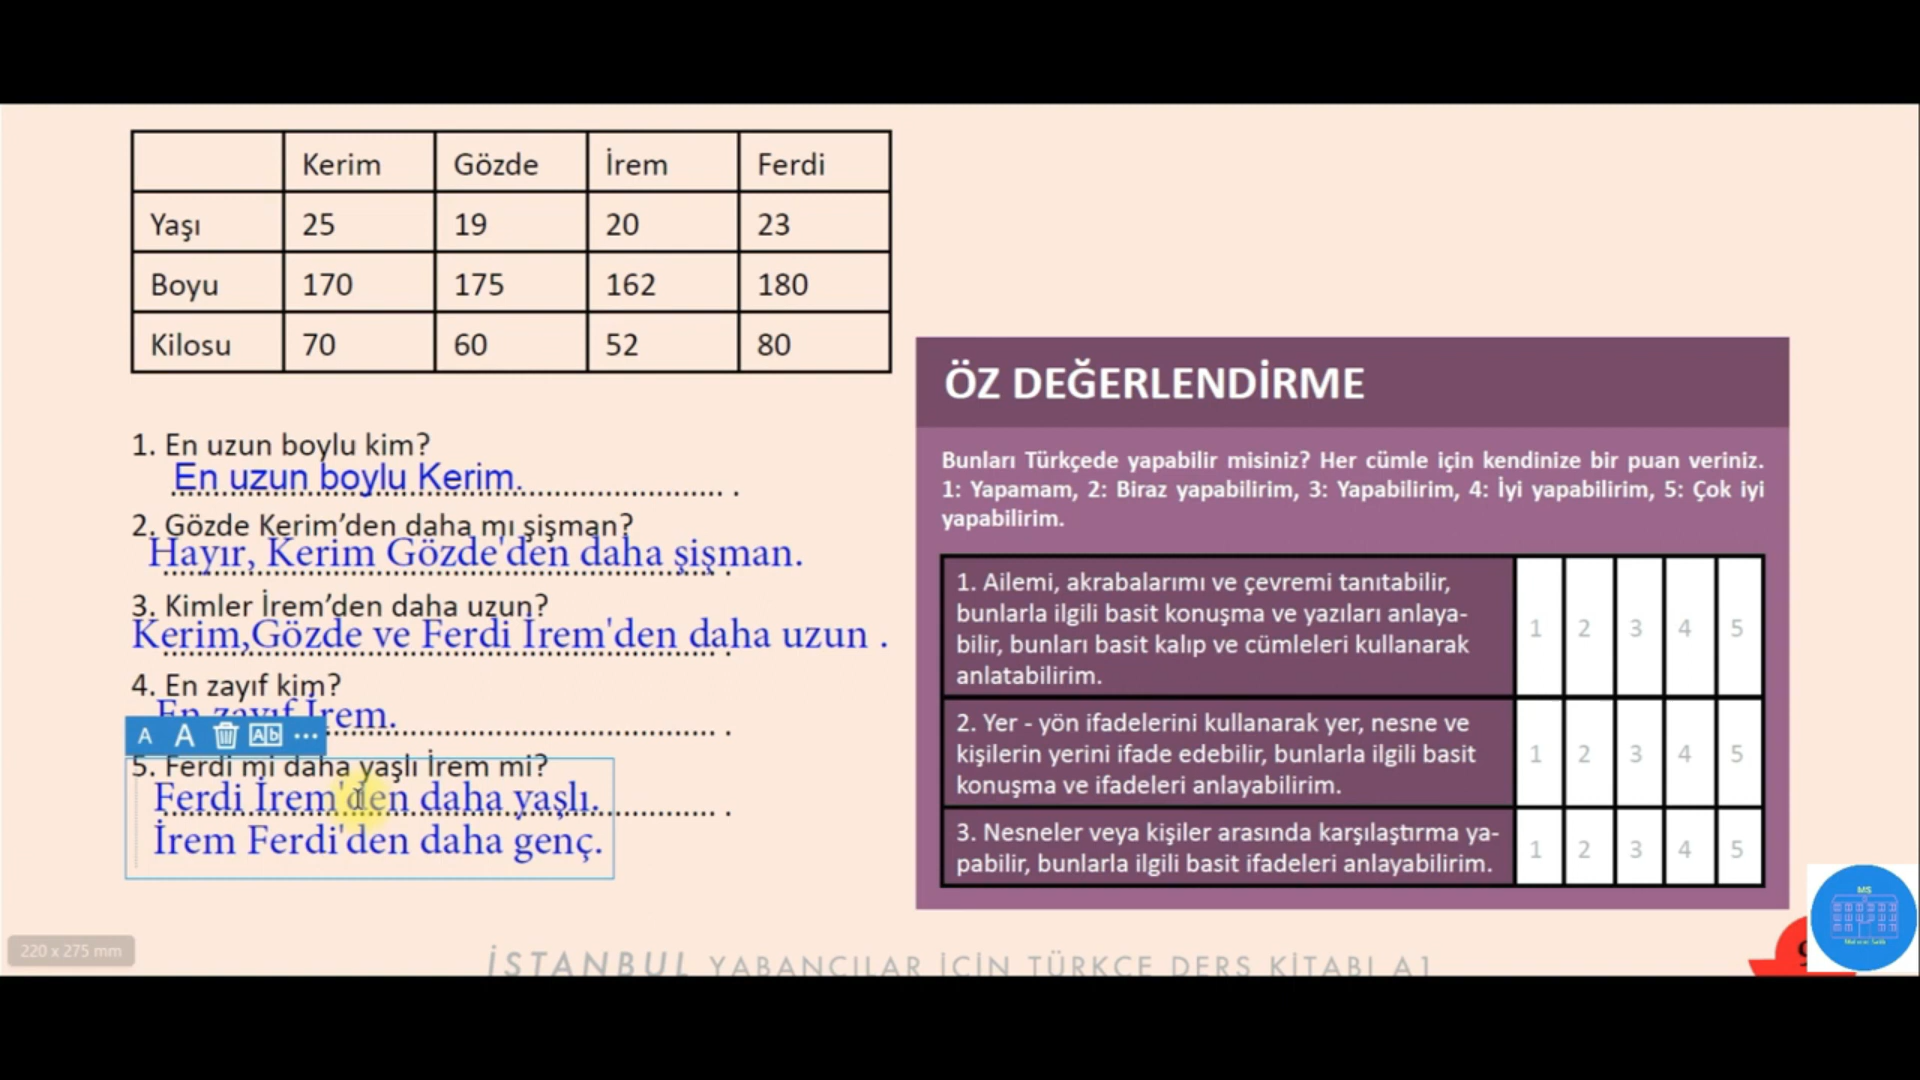 Kerim Gözde İrem Ferdi
Yaşı 25 19 20 23
Boyu 170 175 162 180
Kilosu 70 60 52 80
1. En uzun boylu kim?
En uzun boylu Kerim.
2. Gözde Kerim’den daha mı şişman?
Hayır, Kerim Gözde'den daha şişman.
3. Kimler İrem’den daha uzun?
Kerim,Gözde ve Ferdi İrem'den daha uzun .
4. En zayıf kim?
En zayıf İrem.
5. Ferdi mi daha yaşlı İrem mi?
Ferdi İrem'den daha yaşlı.
İrem Ferdi'den daha genç.
ÖZ DEĞERLENDİRME
Bunları Türkçede yapabilir misiniz? Her cümle için kendinize bir puan veriniz.
1: Yapamam, 2: Biraz yapabilirim, 3: Yapabilirim, 4: İyi yapabilirim, 5: Çok iyi
yapabilirim.
1. Ailemi, akrabalarımı ve çevremi tanıtabilir,
bunlarla ilgili basit konuşma ve yazıları anlaya-
bilir, bunları basit kalıp ve cümleleri kullanarak
anlatabilirim.
1 2 3 4 5
2. Yer - yön ifadelerini kullanarak yer, nesne ve
kişilerin yerini ifade edebilir, bunlarla ilgili basit
konuşma ve ifadeleri anlayabilirim.
1 2 3 4 5
3. Nesneler veya kişiler arasında karşılaştırma ya-
pabilir, bunlarla ilgili basit ifadeleri anlayabilirim.
1 2 3 4 5
220 x 275 mm
İSTANBUL YABANCILAR İÇİN TÜRKÇE DERS KİTABI A1
MS